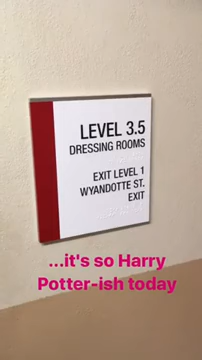 LEVEL 3.5
DRESSING ROOMS
EXIT LEVEL 1
WYANDOTTE ST.
EXIT
...it's so Harry
Potter-ish today